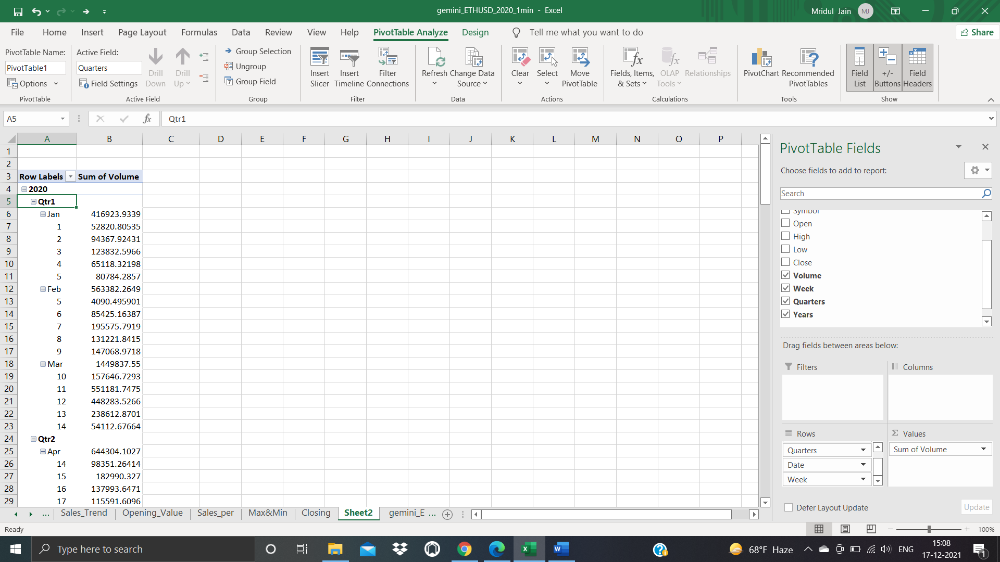 gemini_ETHUSD_2020_1min - Excel
Mridul Jain
MJ
File Home Insert Page Layout Formulas Data Review View Help PivotTable Analyze Design Tell me what you want to do
Share
PivotTable Name:
PivotTable1
Options
PivotTable
Active Field:
Quarters
Field Settings
Drill Down
Drill Up
Active Field
Group Selection
Ungroup
Group Field
Group
Insert Slicer
Insert Timeline
Filter Connections
Filter
Refresh
Change Data Source
Data
Clear
Select
Move PivotTable
Actions
Fields, Items, & Sets
OLAP Tools
Relationships
Calculations
PivotChart
Recommended PivotTables
Tools
Field List
+/- Buttons
Field Headers
Show
A5
fx
Qtr1
A B C D E F G H I J K L M N O P
1
2
3 Row Labels Sum of Volume
4 2020
5 Qtr1
6 Jan 416923.9339
7 1 52820.80535
8 2 94367.92431
9 3 123832.5966
10 4 65118.32198
11 5 80784.2857
12 Feb 563382.2649
13 5 4090.495901
14 6 85425.16387
15 7 195575.7919
16 8 131221.8415
17 9 147068.9718
18 Mar 1449837.55
19 10 157646.7293
20 11 551181.7475
21 12 448283.5266
22 13 238612.8701
23 14 54112.67664
24 Qtr2
25 Apr 644304.1027
26 14 98351.26414
27 15 182990.327
28 16 137993.6471
29 17 115591.6096
PivotTable Fields
Choose fields to add to report:
Search
Symbol
Open
High
Low
Close
Volume
Week
Quarters
Years
Drag fields between areas below:
Filters
Columns
Rows
Values
Quarters
Sum of Volume
Date
Week
Defer Layout Update
Update
... Sales_Trend Opening_Value Sales_per Max&Min Closing Sheet2 gemini_E ...
Ready
100%
Type here to search
68°F Haze
ENG
15:08
17-12-2021
1